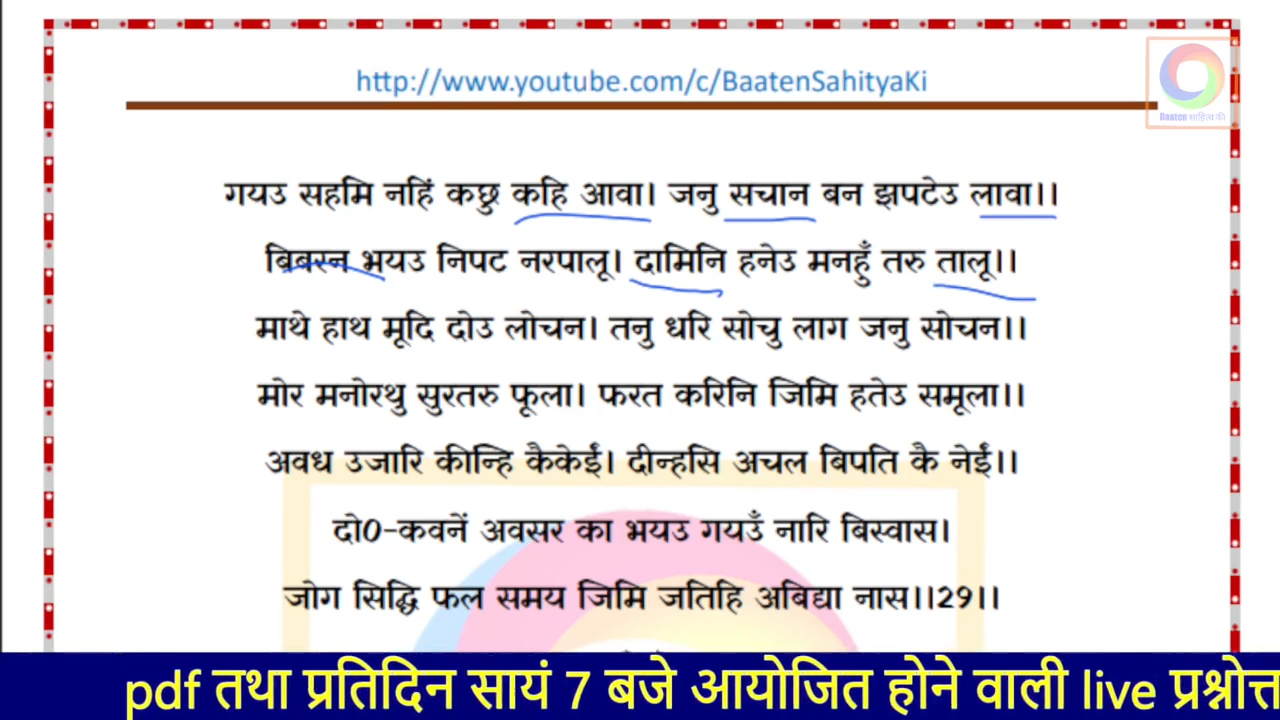 http://www.youtube.com/c/BaatenSahityaKi
Baaten साहित्य की
गयउ सहमि नहिं कछु कहि आवा। जनु सचान बन झपटेउ लावा।।
बिबरन भयउ निपट नरपालू। दामिनि हनेउ मनहुँ तरु तालू।।
माथे हाथ मूदि दोउ लोचन। तनु धरि सोचु लाग जनु सोचन।।
मोर मनोरथु सुरतरु फूला। फरत करिनि जिमि हतेउ समूला।।
अवध उजारि कीन्हि कैकेईं। दीन्हसि अचल बिपति कै नेईं।।
दो0-कवनें अवसर का भयउ गयउँ नारि बिस्वास।
जोग सिद्धि फल समय जिमि जतिहि अबिद्या नास।।29।।
pdf तथा प्रतिदिन सायं 7 बजे आयोजित होने वाली live प्रश्नोत्त